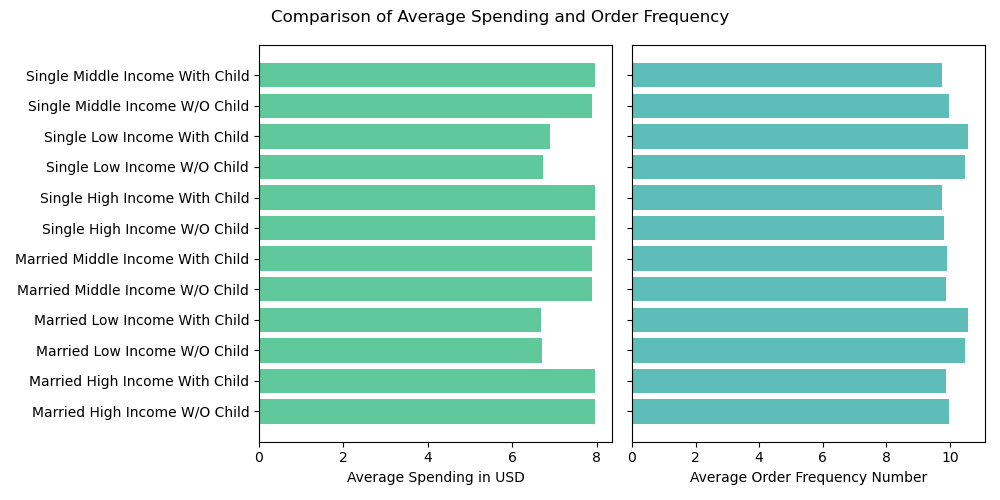 Comparison of Average Spending and Order Frequency
Single Middle Income With Child
Single Middle Income W/O Child
Single Low Income With Child
Single Low Income W/O Child
Single High Income With Child
Single High Income W/O Child
Married Middle Income With Child
Married Middle Income W/O Child
Married Low Income With Child
Married Low Income W/O Child
Married High Income With Child
Married High Income W/O Child
0 2 4 6 8
Average Spending in USD
0 2 4 6 8 10
Average Order Frequency Number